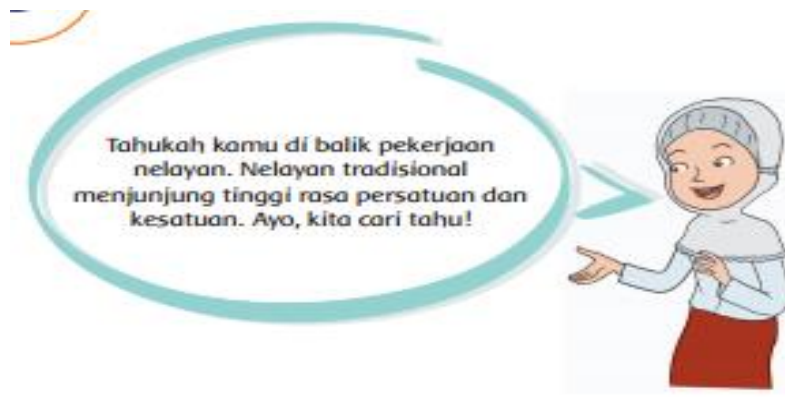 Tahukah kamu di balik pekerjaan
nelayan. Nelayan tradisional
menjunjung tinggi rasa persatuan dan
kesatuan. Ayo, kita cari tahu!